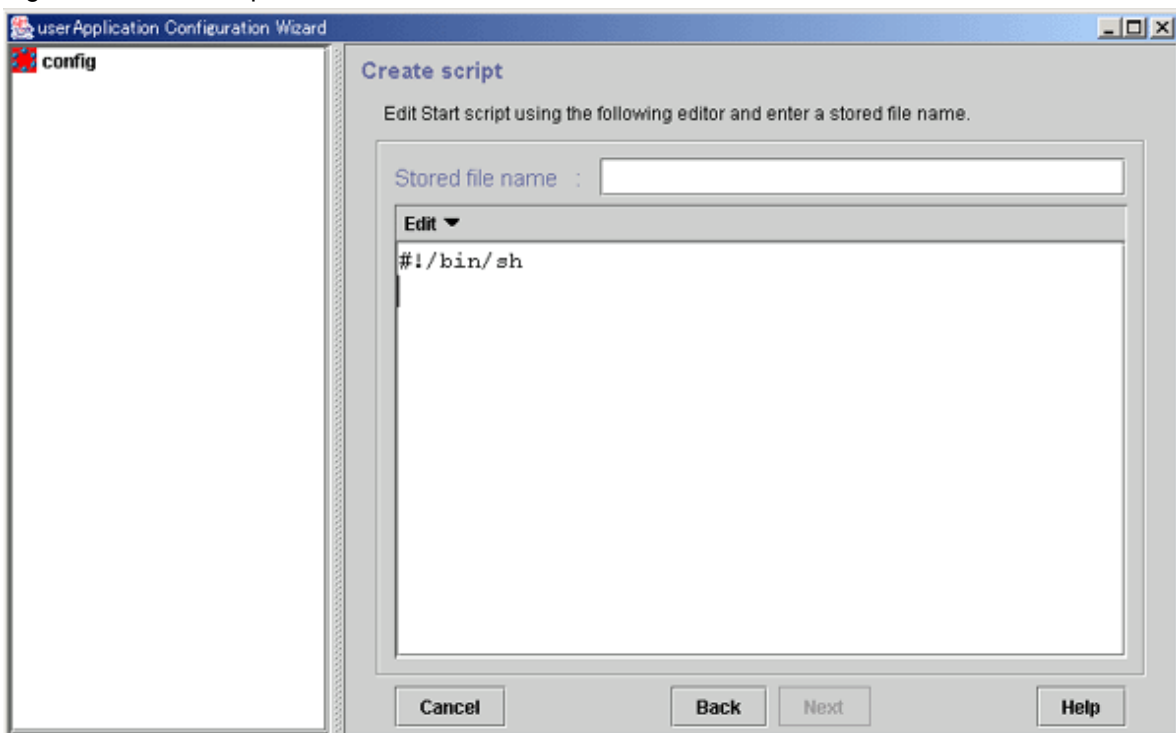 userApplication Configuration Wizard
config
Create script
Edit Start script using the following editor and enter a stored file name.
Stored file name :
Edit
#!/bin/sh
Cancel
Back
Next
Help